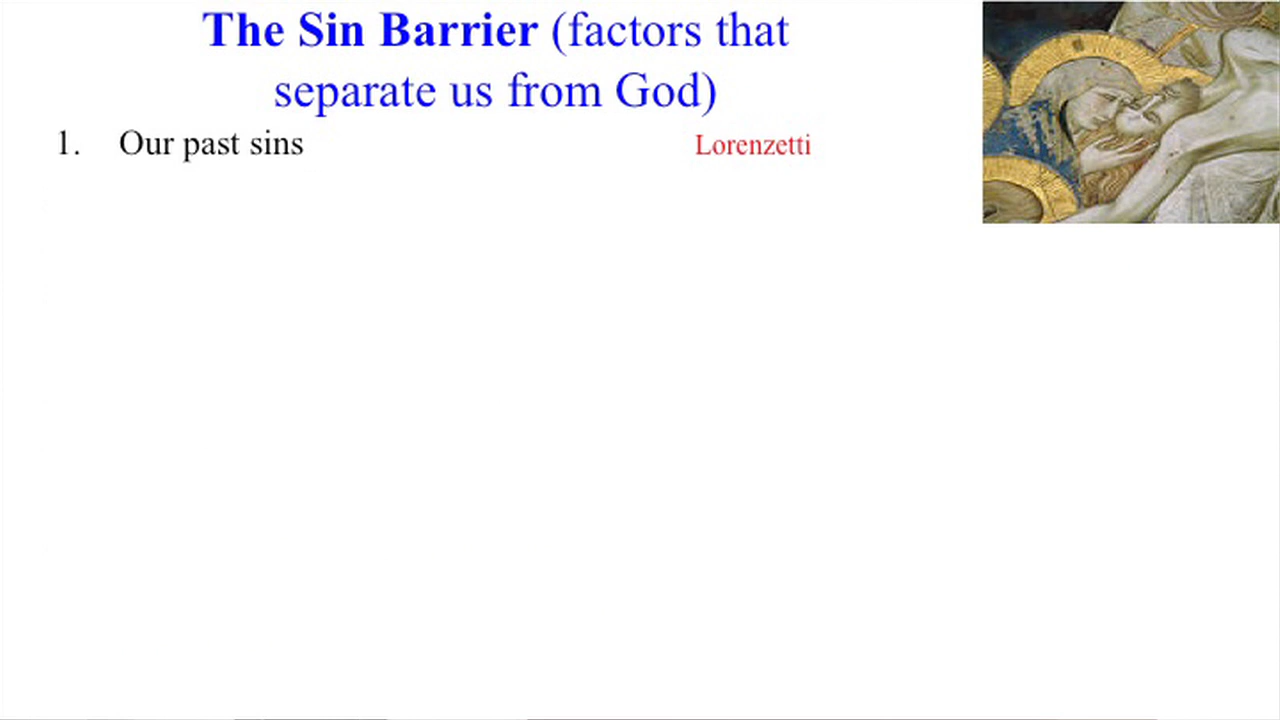 The Sin Barrier (factors that
separate us from God)
1. Our past sins
Lorenzetti